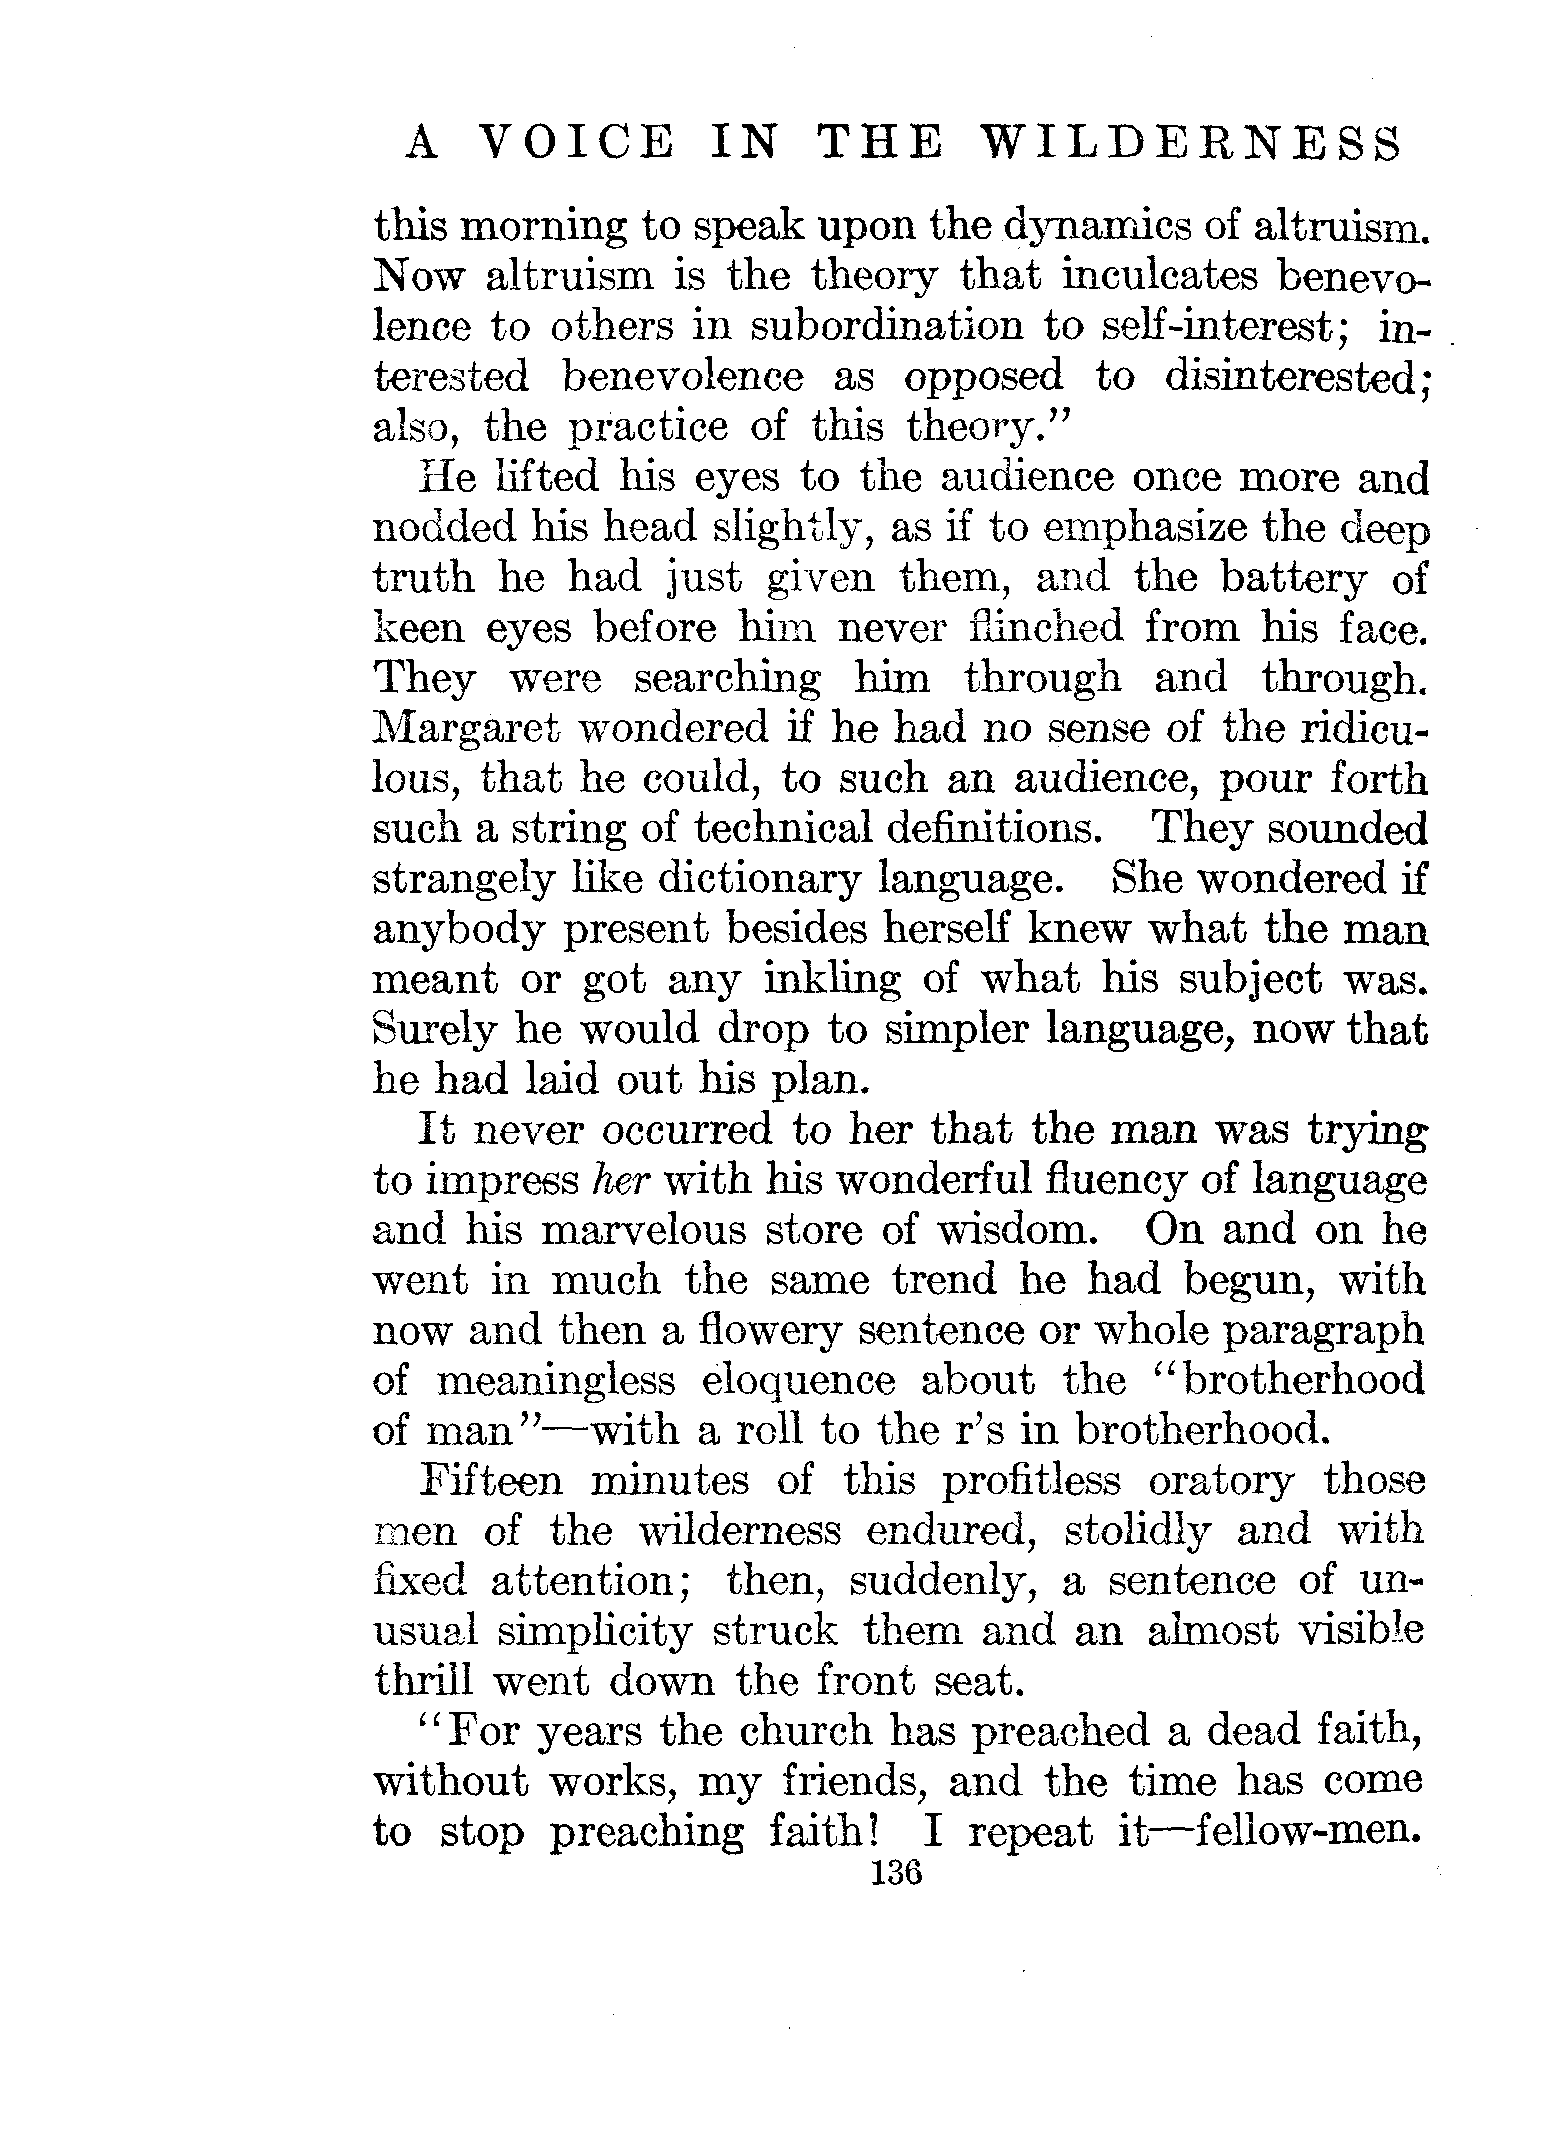 A VOICE IN THE WILDERNESS
this morning to speak upon the dynamics of altruism.
Now altruism is the theory that inculcates benevo-
lence to others in subordination to self-interest; in-
terested benevolence as opposed to disinterested;
also, the practice of this theory."
He lifted his eyes to the audience once more and
nodded his head slightly, as if to emphasize the deep
truth he had just given them, and the battery of
keen eyes before him never flinched from his face.
They were searching him through and through.
Margaret wondered if he had no sense of the ridicu-
lous, that he could, to such an audience, pour forth
such a string of technical definitions. They sounded
strangely like dictionary language. She wondered if
anybody present besides herself knew what the man
meant or got any inkling of what his subject was.
Surely he would drop to simpler language, now that
he had laid out his plan.
It never occurred to her that the man was trying
to impress her with his wonderful fluency of language
and his marvelous store of wisdom. On and on he
went in much the same trend he had begun, with
now and then a flowery sentence or whole paragraph
of meaningless eloquence about the "brotherhood
of man"—with a roll to the r's in brotherhood.
Fifteen minutes of this profitless oratory those
men of the wilderness endured, stolidly and with
fixed attention; then, suddenly, a sentence of un-
usual simplicity struck them and an almost visible
thrill went down the front seat.
"For years the church has preached a dead faith,
without works, my friends, and the time has come
to stop preaching faith! I repeat it—fellow-men.
136